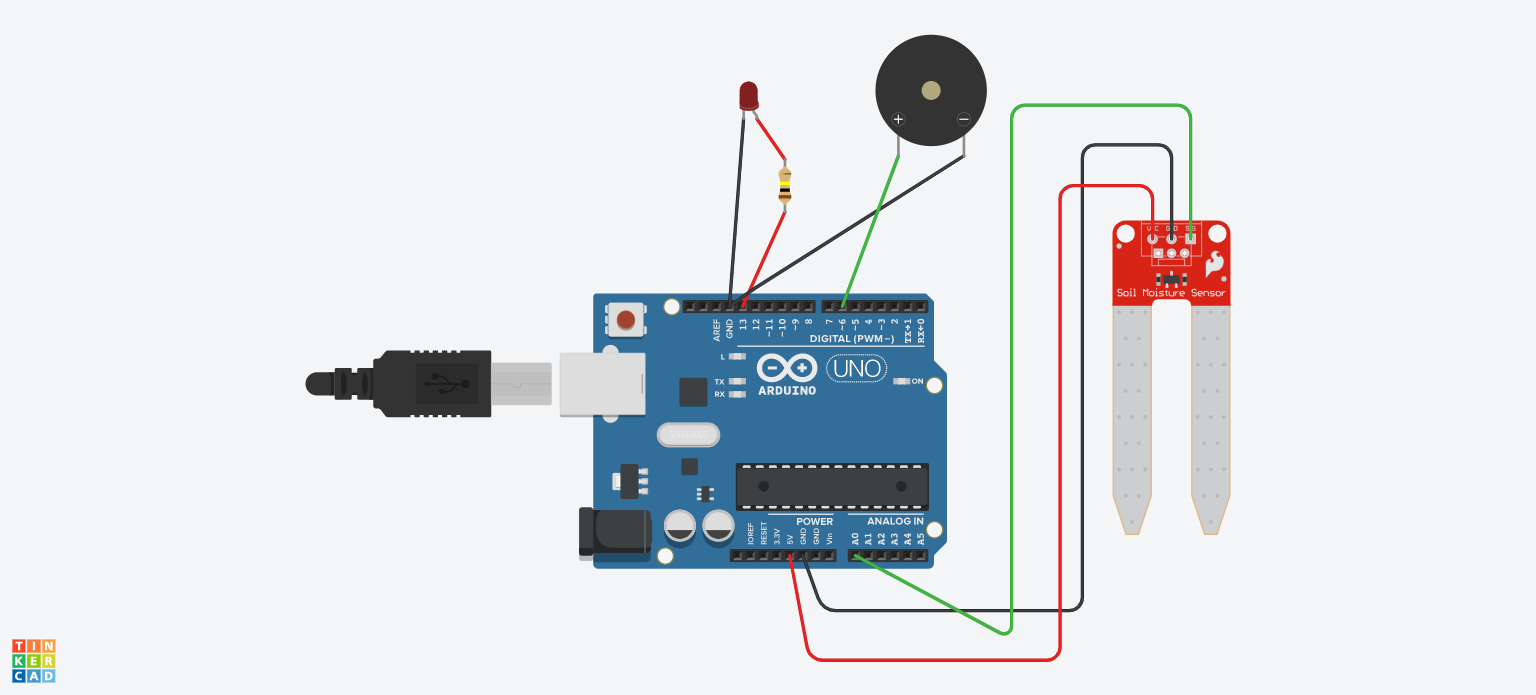 + −
VCC GND SIG
Soil Moisture Sensor
AREF
GND
13
12
~11
~10
~9
8
7
~6
~5
4
~3
2
TX→1
RX←0
DIGITAL (PWM~)
L
TX
RX
UNO
ARDUINO
ON
POWER
ANALOG IN
IOREF
RESET
3.3V
5V
GND
GND
Vin
A0
A1
A2
A3
A4
A5
TIN
KER
CAD